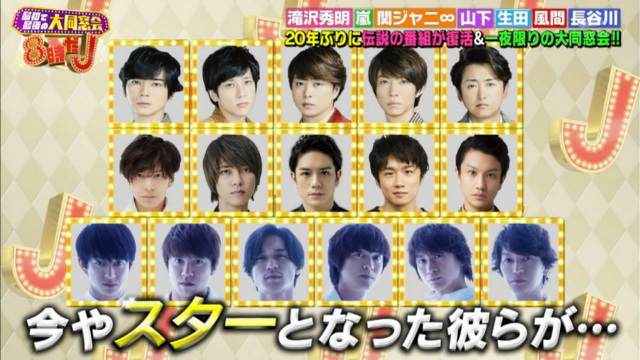 最初で最後の大同窓会
8時だJ
滝沢秀明 嵐 関ジャニ∞ 山下 生田 風間 長谷川
20年ぶりに伝説の番組が復活&一夜限りの大同窓会!!
今やスターとなった彼らが…